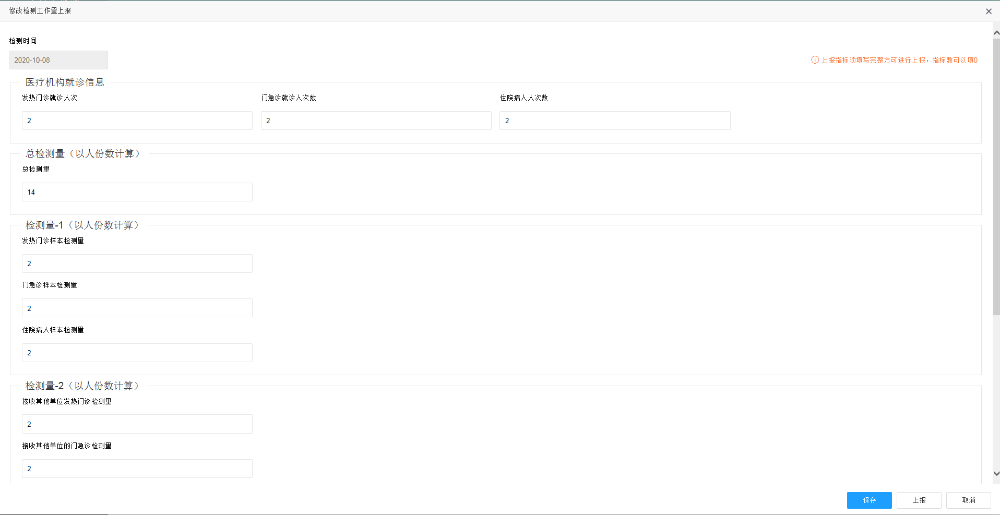 修改检测工作量上报
检测时间
2020-10-08
上报指标须填写完整方可进行上报，指标数可以填0
医疗机构就诊信息
发热门诊就诊人次
门急诊就诊人次数
住院病人人次数
2
2
2
总检测量（以人份数计算）
总检测量
14
检测量-1（以人份数计算）
发热门诊样本检测量
2
门急诊样本检测量
2
住院病人样本检测量
2
检测量-2（以人份数计算）
接收其他单位发热门诊检测量
2
接收其他单位的门急诊检测量
2
保存
上报
取消